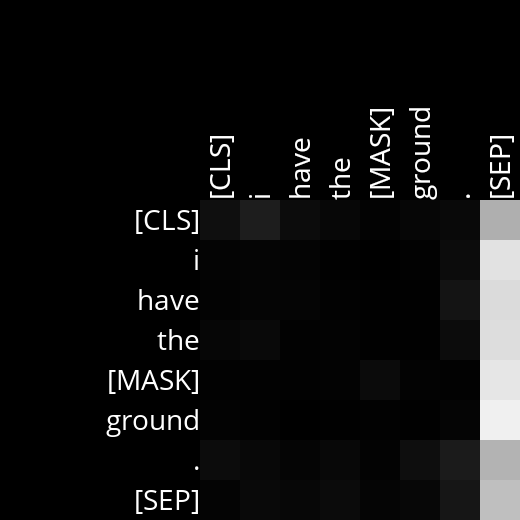 [CLS] i have the [MASK] ground . [SEP]
[CLS]
i
have
the
[MASK]
ground
.
[SEP]